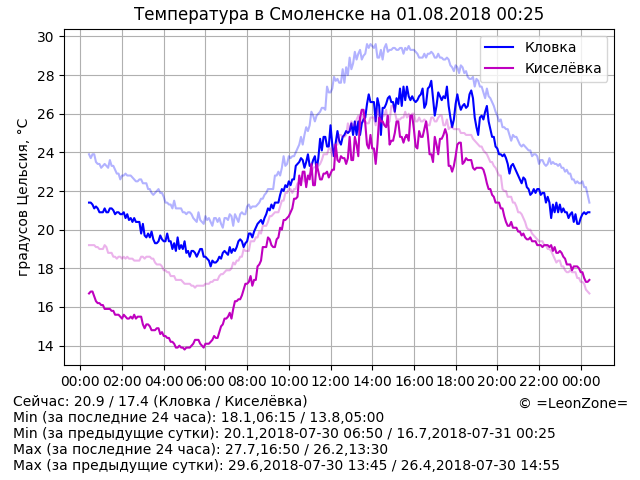 Температура в Смоленске на 01.08.2018 00:25
Кловка
Киселёвка
градусов Цельсия, °C
30
28
26
24
22
20
18
16
14
00:00 02:00 04:00 06:00 08:00 10:00 12:00 14:00 16:00 18:00 20:00 22:00 00:00
Сейчас: 20.9 / 17.4 (Кловка / Киселёвка)
© =LeonZone=
Min (за последние 24 часа): 18.1,06:15 / 13.8,05:00
Min (за предыдущие сутки): 20.1,2018-07-30 06:50 / 16.7,2018-07-31 00:25
Max (за последние 24 часа): 27.7,16:50 / 26.2,13:30
Max (за предыдущие сутки): 29.6,2018-07-30 13:45 / 26.4,2018-07-30 14:55